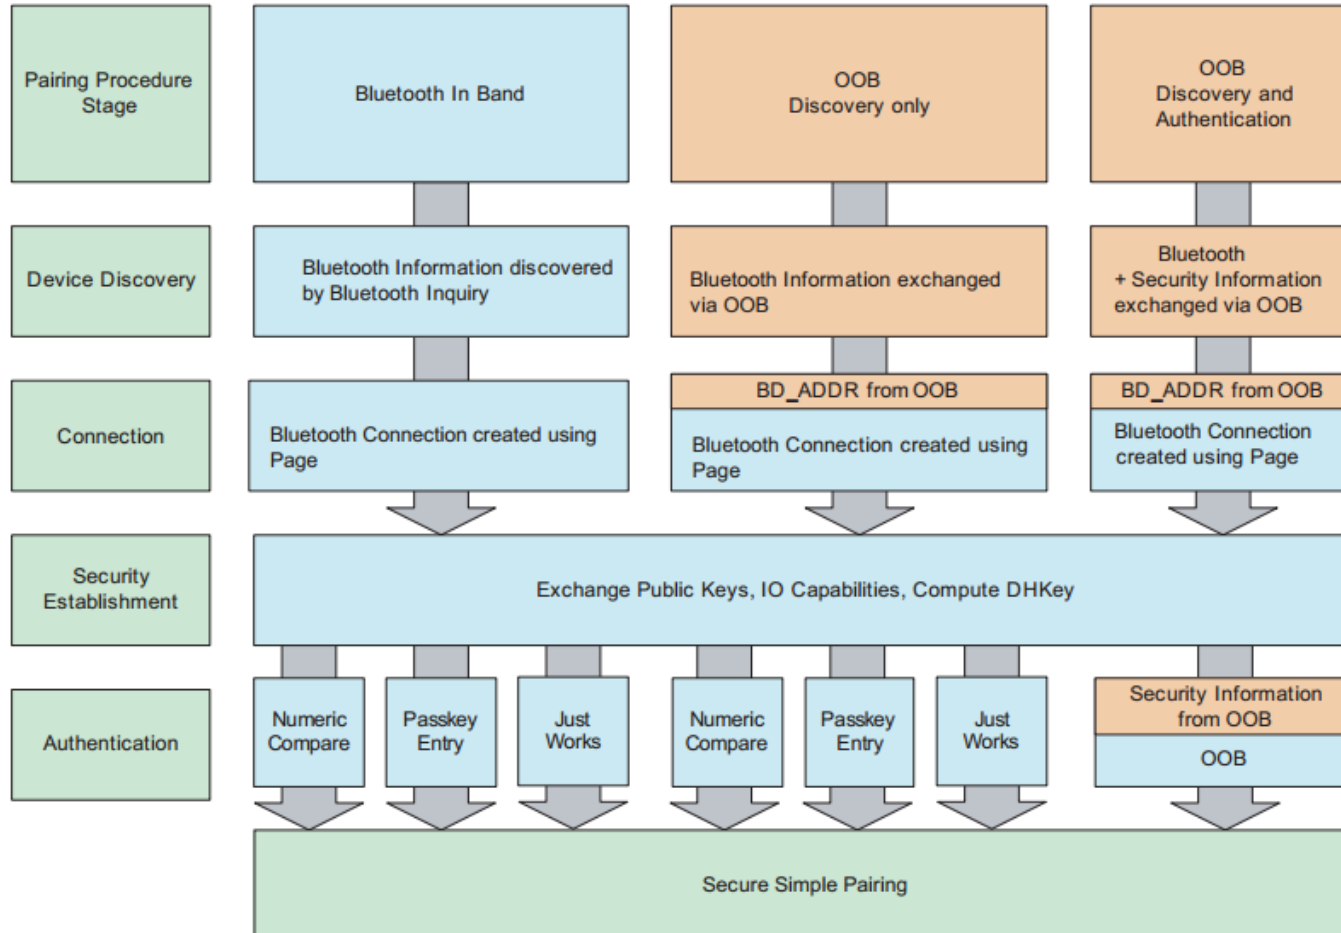 Pairing Procedure
Stage
Bluetooth In Band
OOB
Discovery only
OOB
Discovery and
Authentication
Device Discovery
Bluetooth Information discovered
by Bluetooth Inquiry
Bluetooth Information exchanged
via OOB
Bluetooth
+ Security Information
exchanged via OOB
Connection
Bluetooth Connection created using
Page
BD_ADDR from OOB
Bluetooth Connection created using
Page
BD_ADDR from OOB
Bluetooth Connection
created using Page
Security
Establishment
Exchange Public Keys, IO Capabilities, Compute DHKey
Authentication
Numeric
Compare
Passkey
Entry
Just
Works
Numeric
Compare
Passkey
Entry
Just
Works
Security Information
from OOB
OOB
Secure Simple Pairing